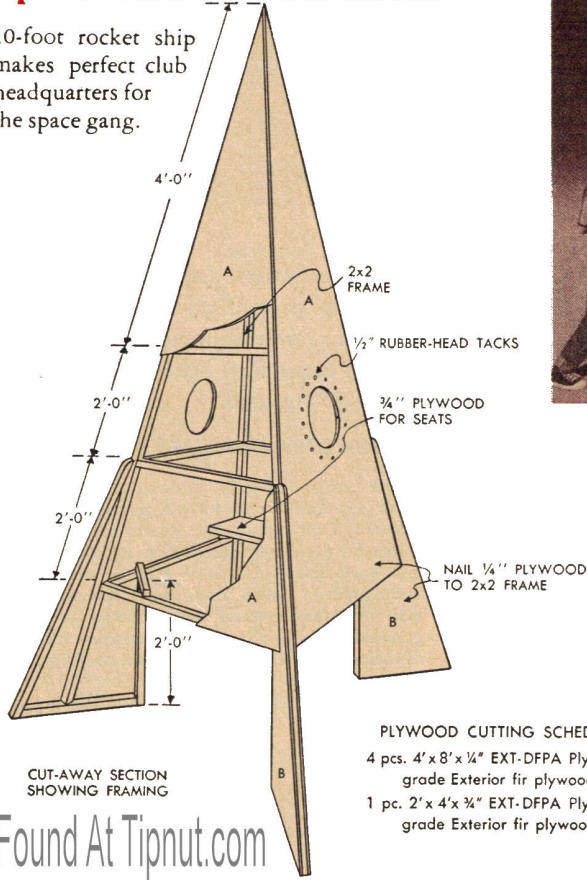 10-foot rocket ship
makes perfect club
headquarters for
the space gang.
4'-0''
A
2x2
FRAME
A
½'' RUBBER-HEAD TACKS
2'-0''
¾'' PLYWOOD
FOR SEATS
2'-0''
NAIL ¼'' PLYWOOD
TO 2x2 FRAME
A
B
2'-0''
B
CUT-AWAY SECTION
SHOWING FRAMING
PLYWOOD CUTTING SCHED
4 pcs. 4' x 8' x ¼" EXT-DFPA Ply
grade Exterior fir plywoo
1 pc. 2' x 4' x ¾" EXT-DFPA Ply
grade Exterior fir plywoo
Found At Tipnut.com